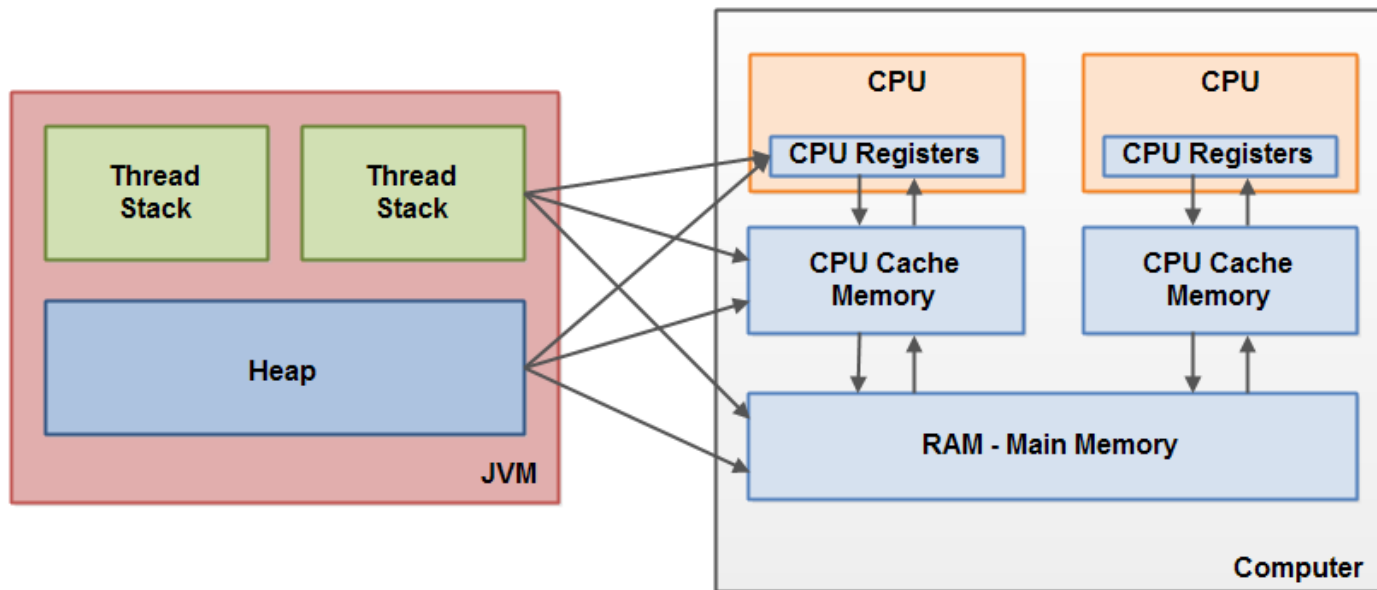 Thread
Stack
Thread
Stack
Heap
JVM
CPU
CPU Registers
CPU Cache
Memory
CPU
CPU Registers
CPU Cache
Memory
RAM - Main Memory
Computer